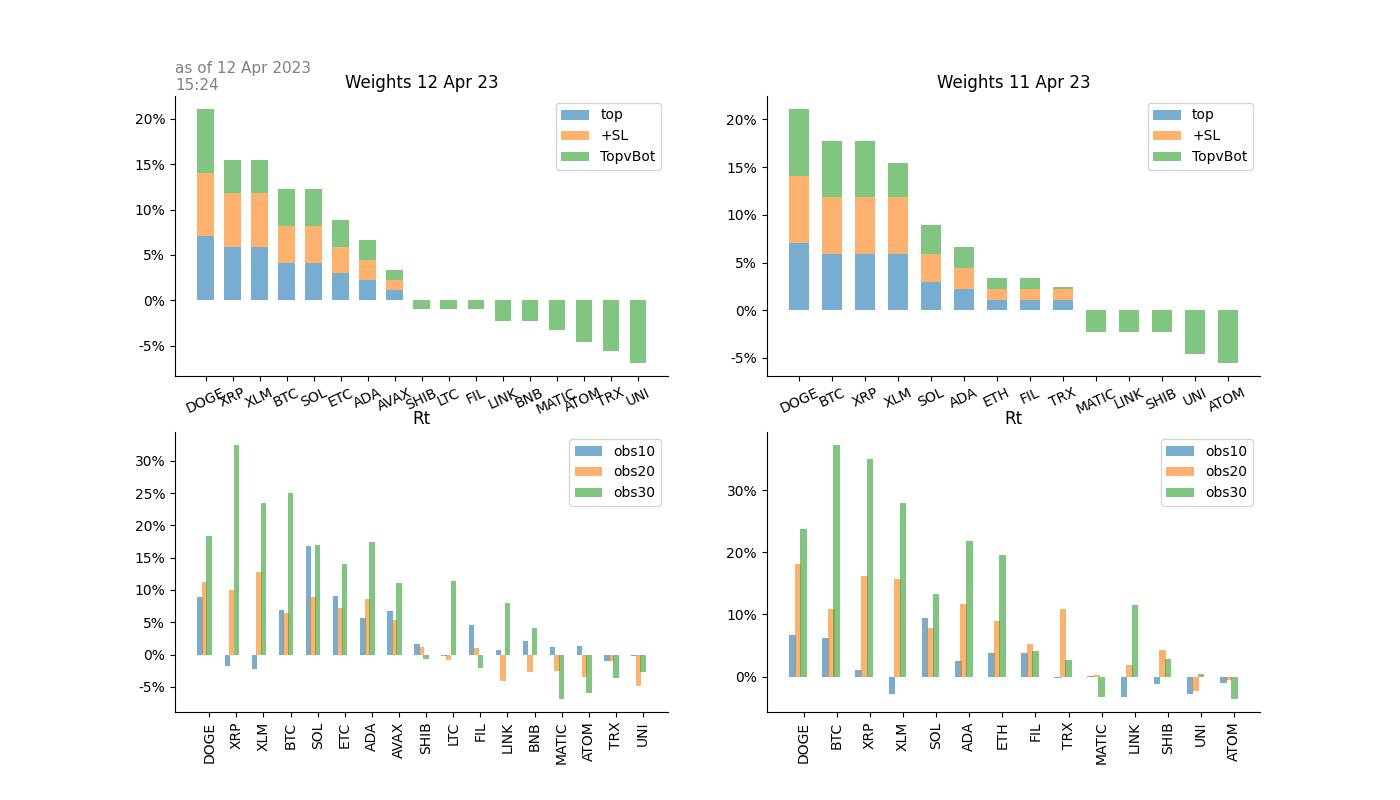 as of 12 Apr 2023
15:24
Weights 12 Apr 23
20%
15%
10%
5%
0%
-5%
top
+SL
TopvBot
DOGE XRP XLM BTC SOL ETC ADA AVAX SHIB LTC FIL LINK BNB MATIC ATOM TRX UNI
Weights 11 Apr 23
20%
15%
10%
5%
0%
-5%
top
+SL
TopvBot
DOGE BTC XRP XLM SOL ADA ETH FIL TRX MATIC LINK SHIB UNI ATOM
Rt
30%
25%
20%
15%
10%
5%
0%
-5%
obs10
obs20
obs30
DOGE XRP XLM BTC SOL ETC ADA AVAX SHIB LTC FIL LINK BNB MATIC ATOM TRX UNI
Rt
30%
20%
10%
0%
obs10
obs20
obs30
DOGE BTC XRP XLM SOL ADA ETH FIL TRX MATIC LINK SHIB UNI ATOM